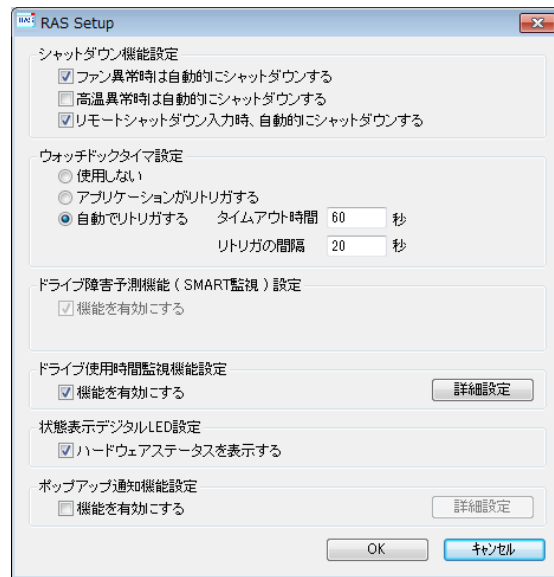 RAS Setup
シャットダウン機能設定
ファン異常時は自動的にシャットダウンする
高温異常時は自動的にシャットダウンする
リモートシャットダウン入力時、自動的にシャットダウンする
ウォッチドックタイマ設定
使用しない
アプリケーションがリトリガする
自動でリトリガする タイムアウト時間 60 秒
リトリガの間隔 20 秒
ドライブ障害予測機能（SMART監視）設定
機能を有効にする
ドライブ使用時間監視機能設定
機能を有効にする 詳細設定
状態表示デジタルLED設定
ハードウェアステータスを表示する
ポップアップ通知機能設定
機能を有効にする 詳細設定
OK キャンセル